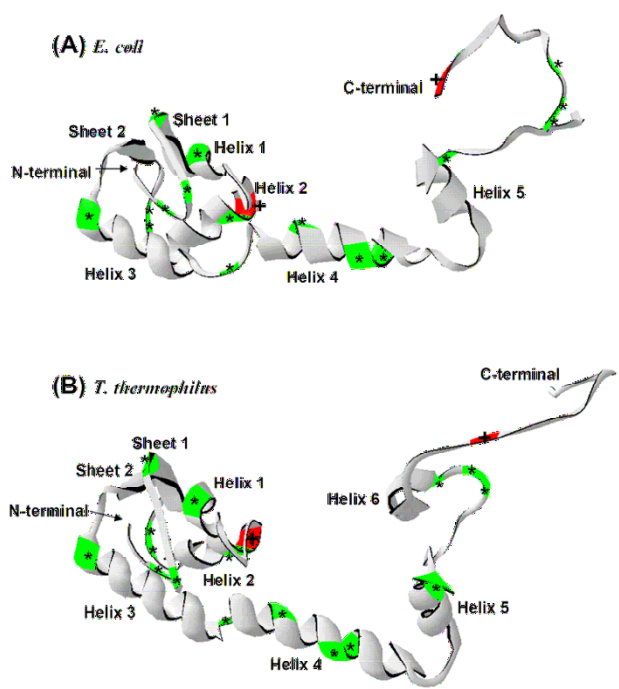 (A) E. coli
C-terminal
Sheet 1
Sheet 2
Helix 1
N-terminal
Helix 2
Helix 5
Helix 3
Helix 4
(B) T. thermophilus
C-terminal
Sheet 1
Sheet 2
Helix 1
Helix 6
N-terminal
Helix 2
Helix 3
Helix 5
Helix 4